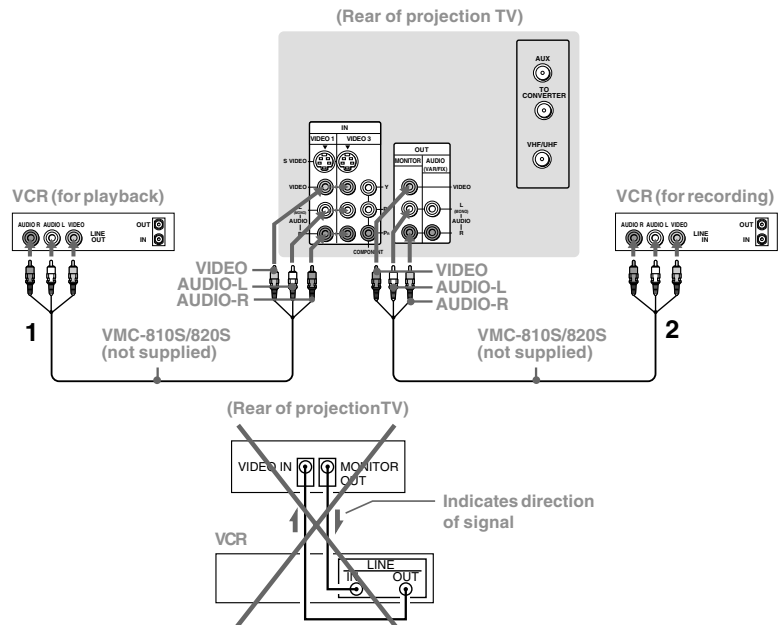 (Rear of projection TV)
AUX
TO
CONVERTER
VHF/UHF
IN
VIDEO 1 VIDEO 3
S VIDEO
VIDEO
Y
L
(MONO)
AUDIO
R
PR
COMPONENT
OUT
MONITOR AUDIO
(VAR/FIX)
VIDEO
L
(MONO)
AUDIO
R
VCR (for playback)
AUDIO R AUDIO L VIDEO
LINE
OUT
OUT
IN
VCR (for recording)
AUDIO R AUDIO L VIDEO
LINE
IN
OUT
IN
VIDEO
AUDIO-L
AUDIO-R
VIDEO
AUDIO-L
AUDIO-R
1
VMC-810S/820S
(not supplied)
VMC-810S/820S
(not supplied)
2
(Rear of projection TV)
VIDEO IN
MONITOR
OUT
Indicates direction
of signal
VCR
LINE
IN OUT